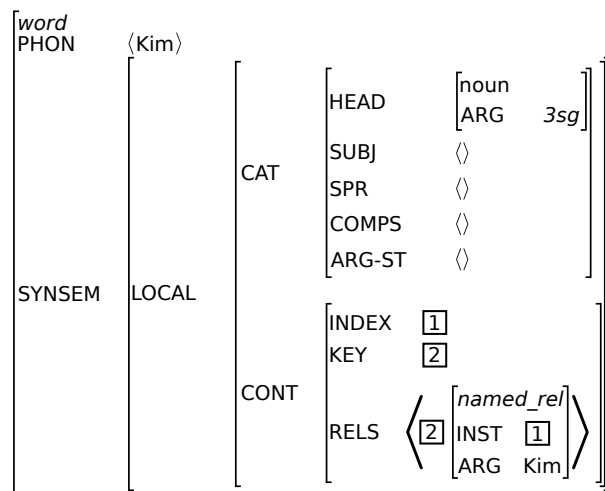 word
PHON ⟨Kim⟩
noun
HEAD
ARG 3sg
SUBJ ⟨⟩
CAT
SPR ⟨⟩
COMPS ⟨⟩
ARG-ST ⟨⟩
SYNSEM LOCAL
INDEX 1
KEY 2
CONT
named_rel
RELS ⟨ 2 INST 1 ⟩
ARG Kim